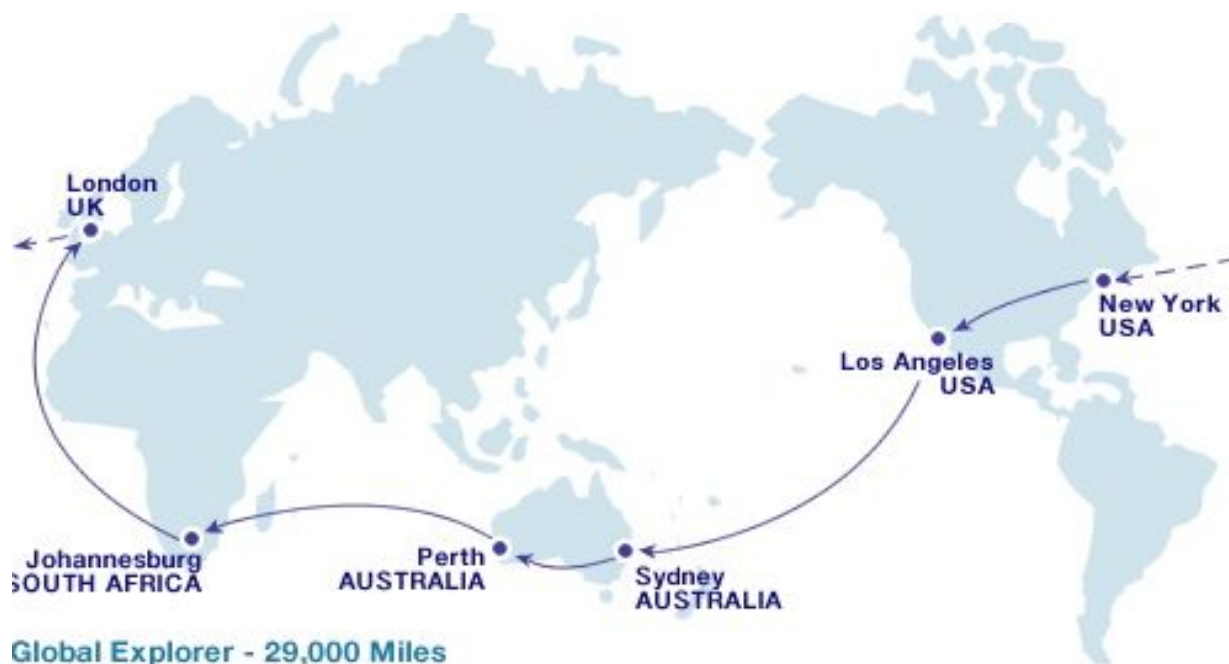 London
UK
New York
USA
Los Angeles
USA
Johannesburg
SOUTH AFRICA
Perth
AUSTRALIA
Sydney
AUSTRALIA
Global Explorer - 29,000 Miles